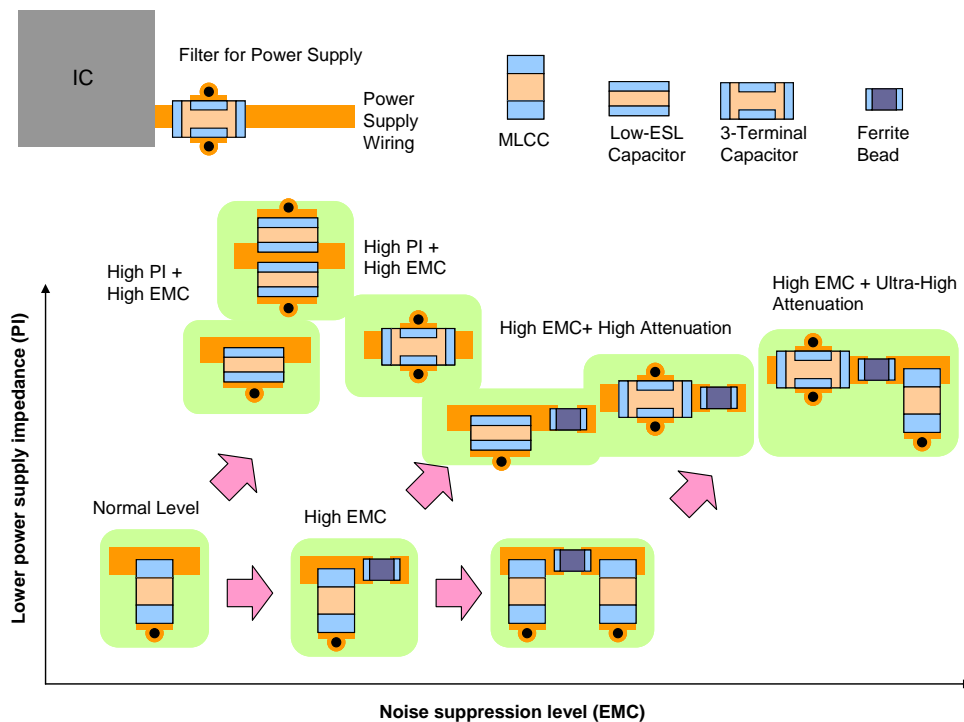 IC
Filter for Power Supply
Power
Supply
Wiring
MLCC
Low-ESL
Capacitor
3-Terminal
Capacitor
Ferrite
Bead
High PI +
High EMC
High PI +
High EMC
High EMC+ High Attenuation
High EMC + Ultra-High
Attenuation
Normal Level
High EMC
Lower power supply impedance (PI)
Noise suppression level (EMC)